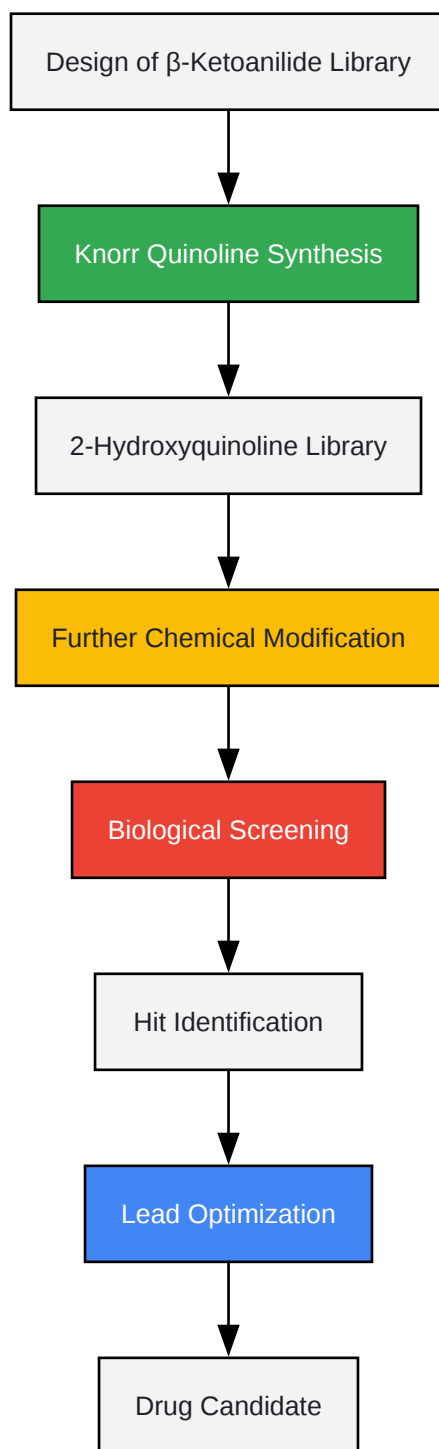 Design of β-Ketoanilide Library
Knorr Quinoline Synthesis
2-Hydroxyquinoline Library
Further Chemical Modification
Biological Screening
Hit Identification
Lead Optimization
Drug Candidate